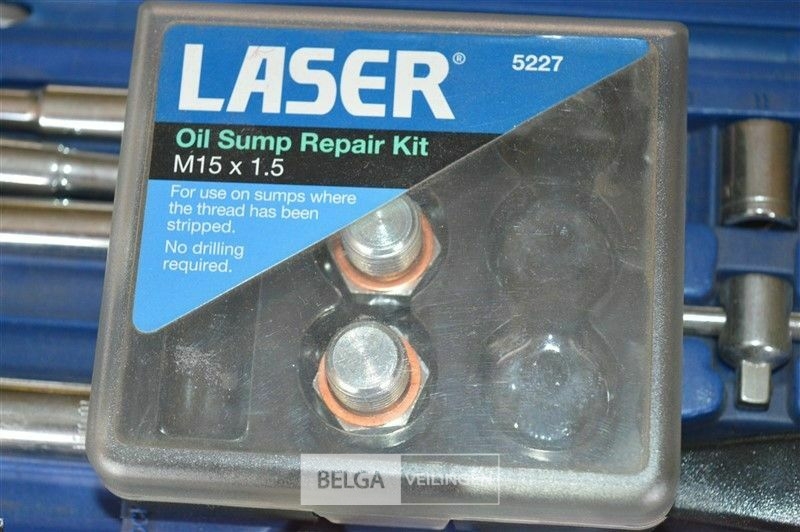 LASER®
5227
Oil Sump Repair Kit
M15 x 1.5
For use on sumps where
the thread has been
stripped.
No drilling
required.
BELGA VEILINGEN